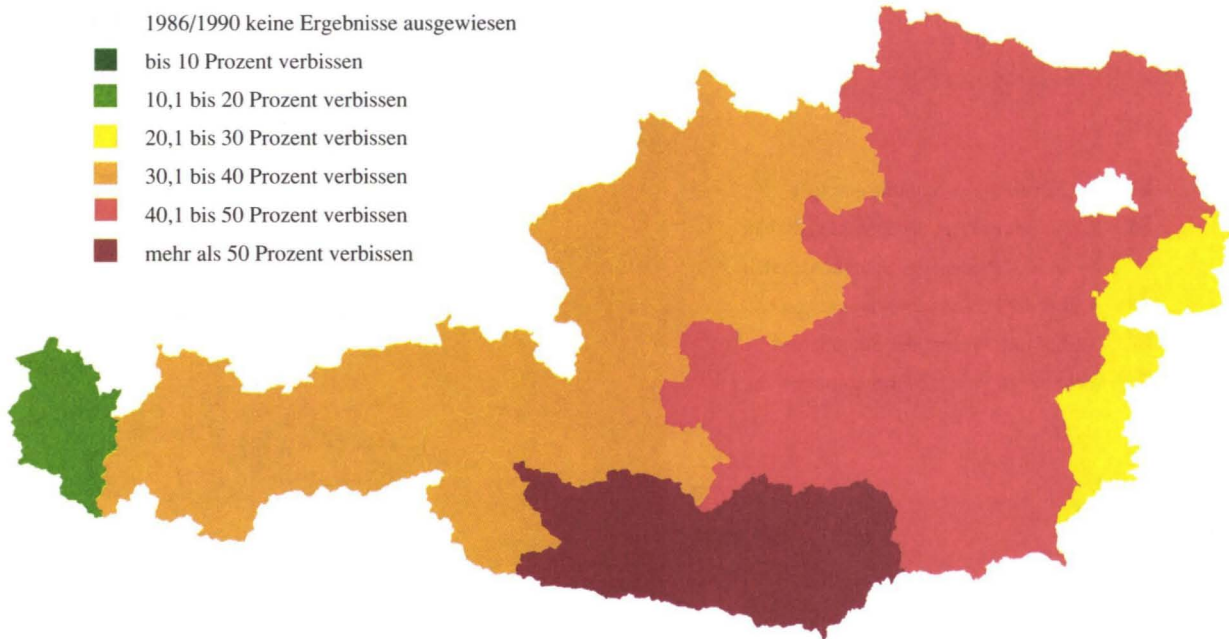 1986/1990 keine Ergebnisse ausgewiesen
bis 10 Prozent verbissen
10,1 bis 20 Prozent verbissen
20,1 bis 30 Prozent verbissen
30,1 bis 40 Prozent verbissen
40,1 bis 50 Prozent verbissen
mehr als 50 Prozent verbissen